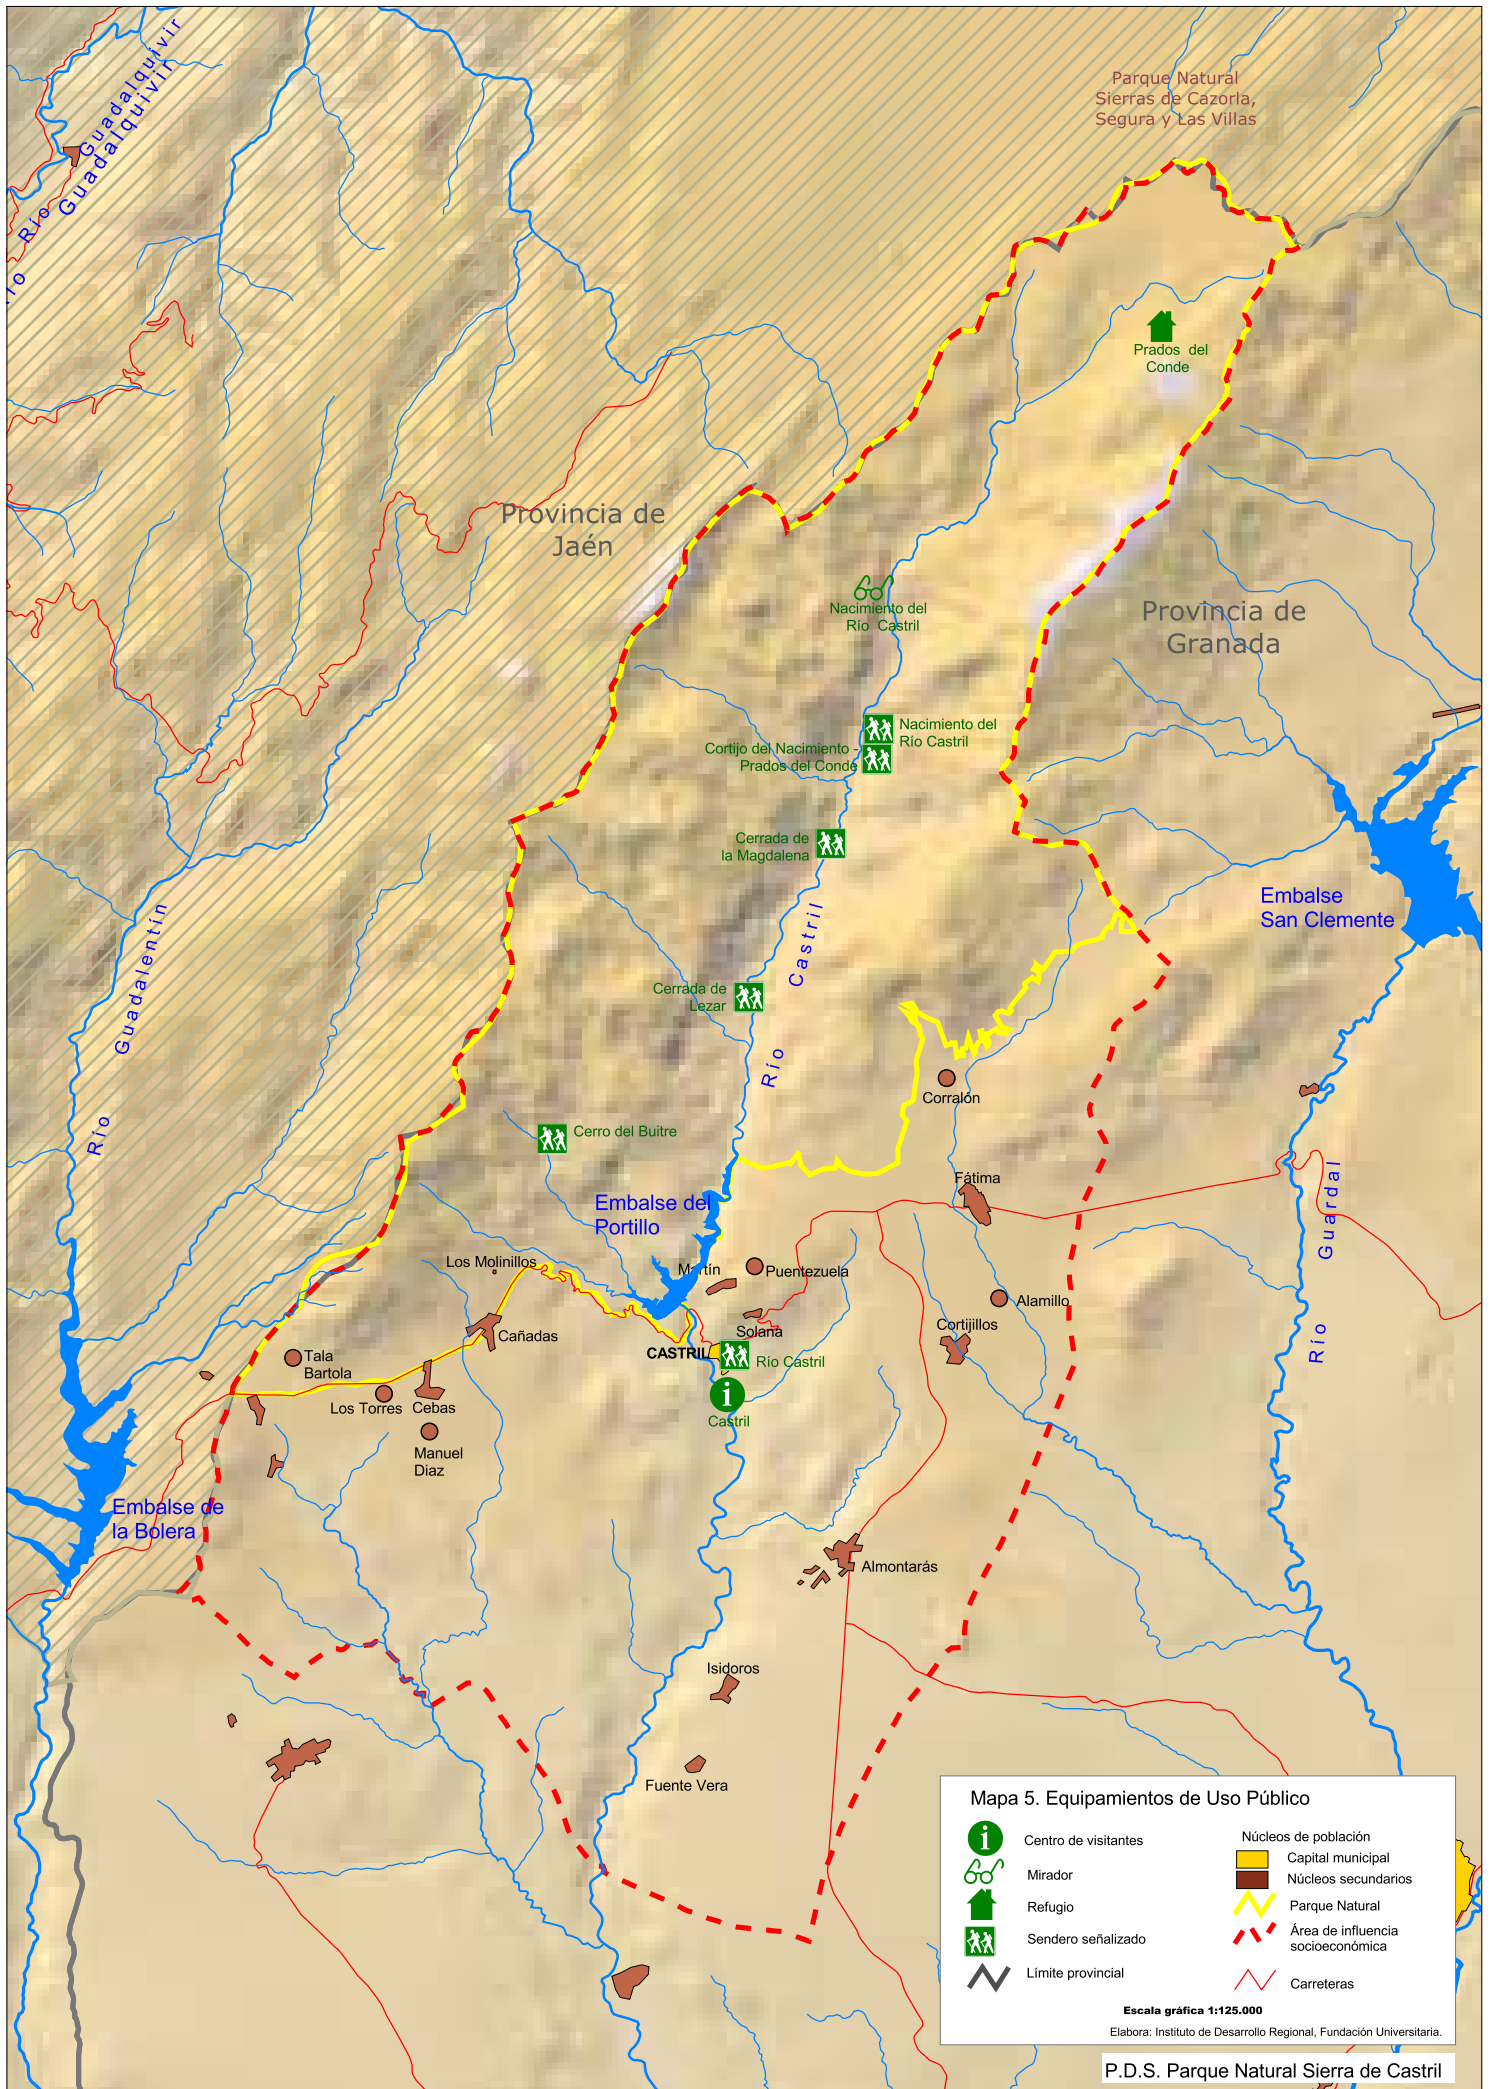 Parque Natural
Sierras de Cazorla,
Segura y Las Villas
Río Guadalquivir
Río Guadalquivir
Prados del
Conde
Provincia de
Jaén
Nacimiento del
Río Castril
Provincia de
Granada
Nacimiento del
Río Castril
Cortijo del Nacimiento -
Prados del Conde
Cerrada de
la Magdalena
Embalse
San Clemente
Río Guadalentín
Río Castril
Cerrada de
Lezar
Corralón
Cerro del Buitre
Fátima
Embalse del
Portillo
Río Guardal
Los Molinillos
Martín
Puentezuela
Alamillo
Cañadas
Solana
Cortijillos
CASTRIL
Río Castril
Tala
Bartola
Los Torres
Cebas
Castril
Manuel
Diaz
Embalse de
la Bolera
Almontarás
Isidoros
Fuente Vera
Mapa 5. Equipamientos de Uso Público
Centro de visitantes
Mirador
Refugio
Sendero señalizado
Límite provincial
Núcleos de población
Capital municipal
Núcleos secundarios
Parque Natural
Área de influencia
socioeconómica
Carreteras
Escala gráfica 1:125.000
Elabora: Instituto de Desarrollo Regional, Fundación Universitaria.
P.D.S. Parque Natural Sierra de Castril